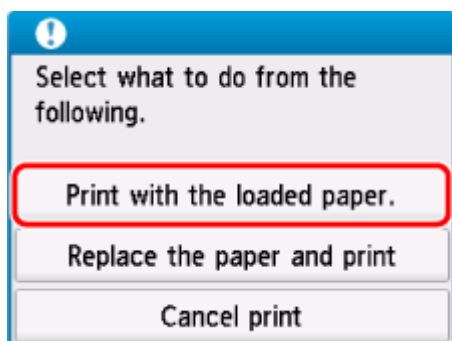 Select what to do from the
following.
Print with the loaded paper.
Replace the paper and print
Cancel print